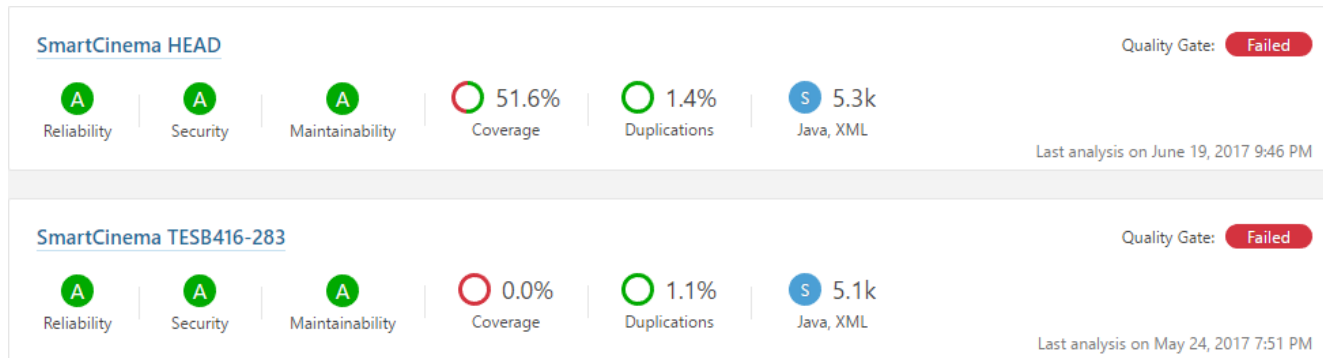 SmartCinema HEAD Quality Gate: Failed
A A A 51.6% 1.4% S 5.3k
Reliability Security Maintainability Coverage Duplications Java, XML
Last analysis on June 19, 2017 9:46 PM
SmartCinema TESB416-283 Quality Gate: Failed
A A A 0.0% 1.1% S 5.1k
Reliability Security Maintainability Coverage Duplications Java, XML
Last analysis on May 24, 2017 7:51 PM